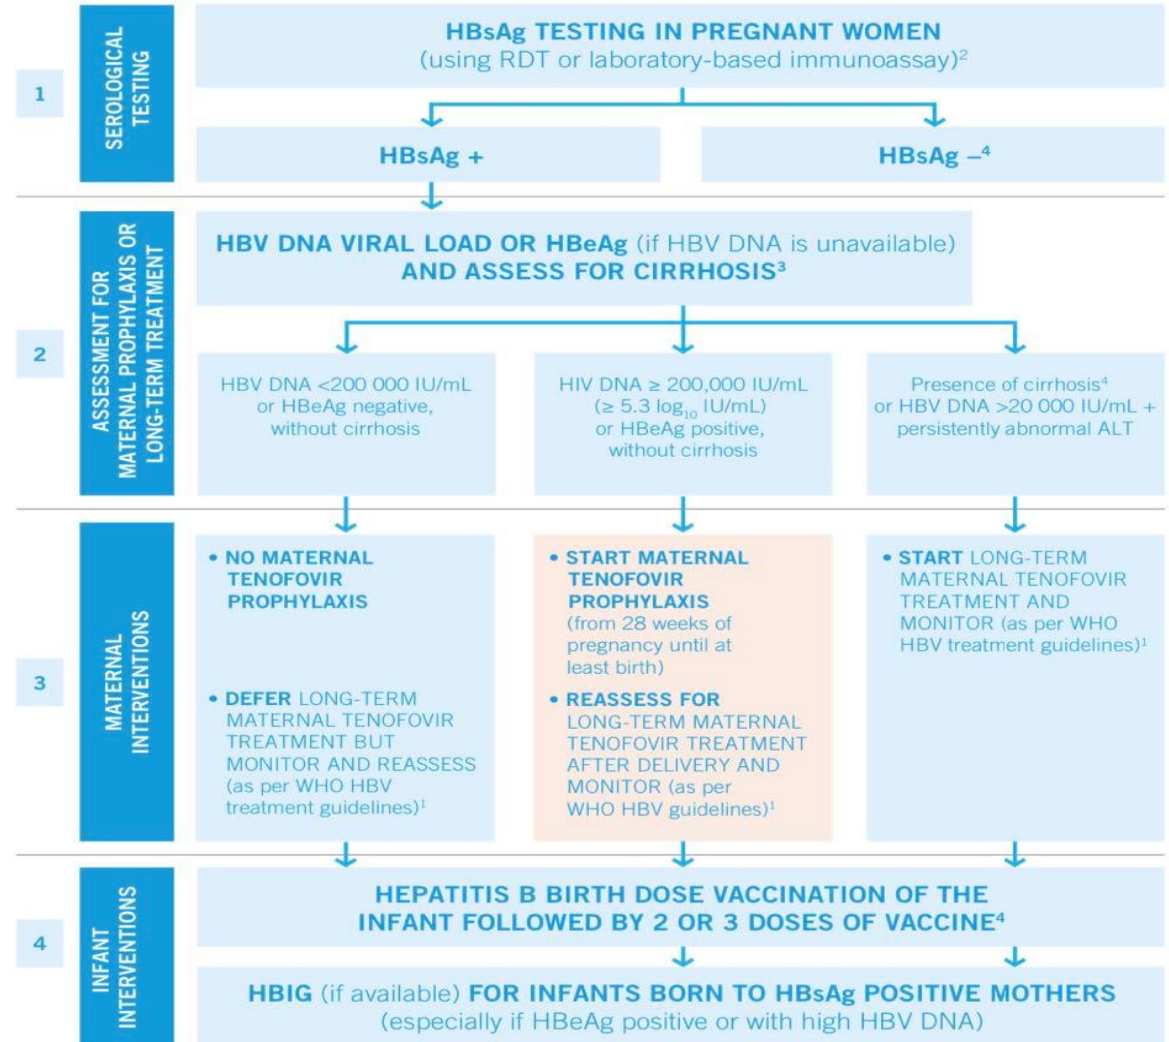 1
SEROLOGICAL
TESTING
HBsAg TESTING IN PREGNANT WOMEN
(using RDT or laboratory-based immunoassay)²
HBsAg +
HBsAg –⁴
2
ASSESSMENT FOR
MATERNAL PROPHYLAXIS OR
LONG-TERM TREATMENT
HBV DNA VIRAL LOAD OR HBeAg (if HBV DNA is unavailable)
AND ASSESS FOR CIRRHOSIS³
HBV DNA <200 000 IU/mL
or HBeAg negative,
without cirrhosis
HIV DNA ≥ 200,000 IU/mL
(≥ 5.3 log₁₀ IU/mL)
or HBeAg positive,
without cirrhosis
Presence of cirrhosis⁴
or HBV DNA >20 000 IU/mL +
persistently abnormal ALT
3
MATERNAL
INTERVENTIONS
• NO MATERNAL
TENOFOVIR
PROPHYLAXIS
• DEFER LONG-TERM
MATERNAL TENOFOVIR
TREATMENT BUT
MONITOR AND REASSESS
(as per WHO HBV
treatment guidelines)¹
• START MATERNAL
TENOFOVIR
PROPHYLAXIS
(from 28 weeks of
pregnancy until at
least birth)
• REASSESS FOR
LONG-TERM MATERNAL
TENOFOVIR TREATMENT
AFTER DELIVERY AND
MONITOR (as per
WHO HBV guidelines)¹
• START LONG-TERM
MATERNAL TENOFOVIR
TREATMENT AND
MONITOR (as per WHO
HBV treatment guidelines)¹
4
INFANT
INTERVENTIONS
HEPATITIS B BIRTH DOSE VACCINATION OF THE
INFANT FOLLOWED BY 2 OR 3 DOSES OF VACCINE⁴
HBIG (if available) FOR INFANTS BORN TO HBsAg POSITIVE MOTHERS
(especially if HBeAg positive or with high HBV DNA)